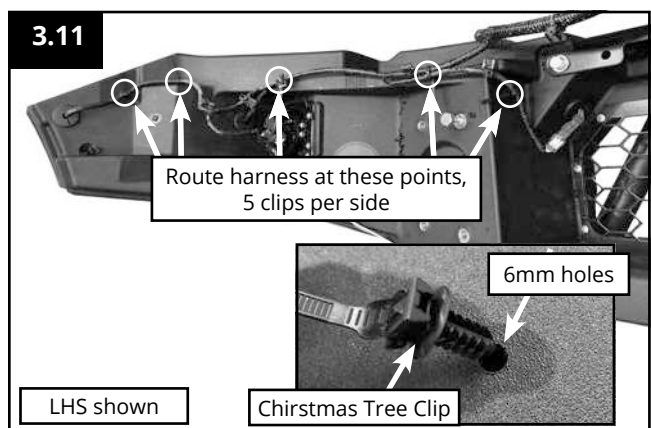 3.11
Route harness at these points,
5 clips per side
6mm holes
LHS shown
Chirstmas Tree Clip